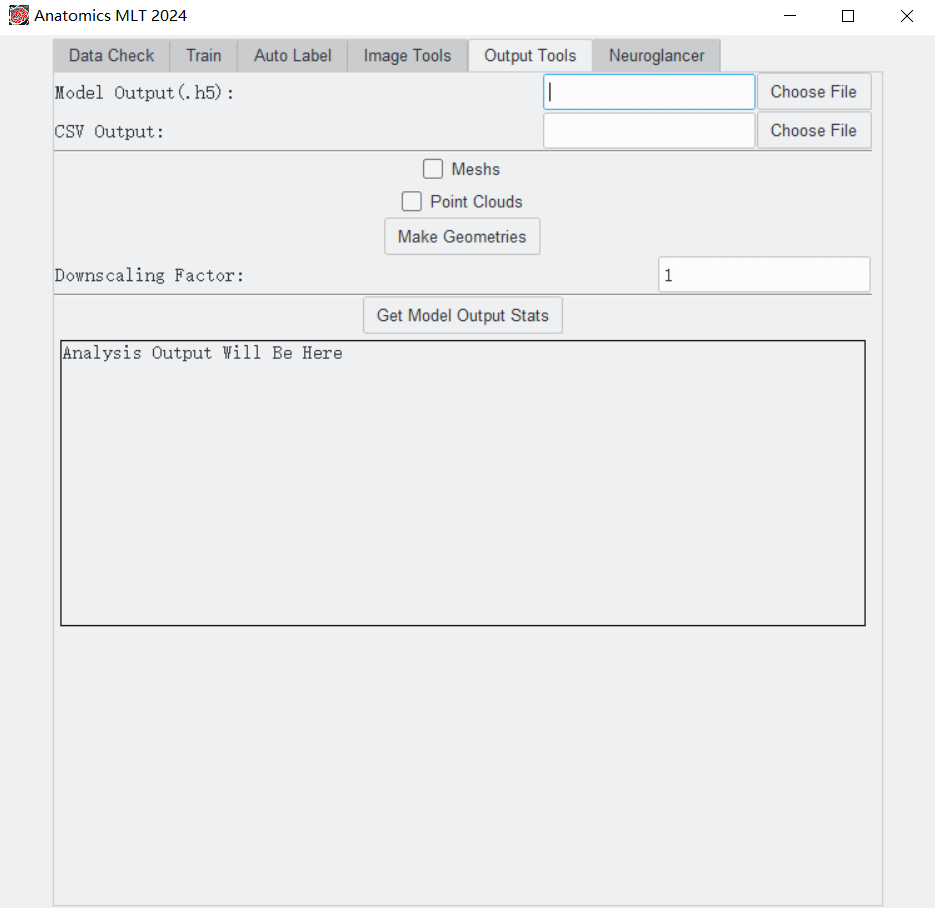 Anatomics MLT 2024
Data Check Train Auto Label Image Tools Output Tools Neuroglancer
Model Output(.h5): Choose File
CSV Output: Choose File
Meshs
Point Clouds
Make Geometries
Downscaling Factor: 1
Get Model Output Stats
Analysis Output Will Be Here